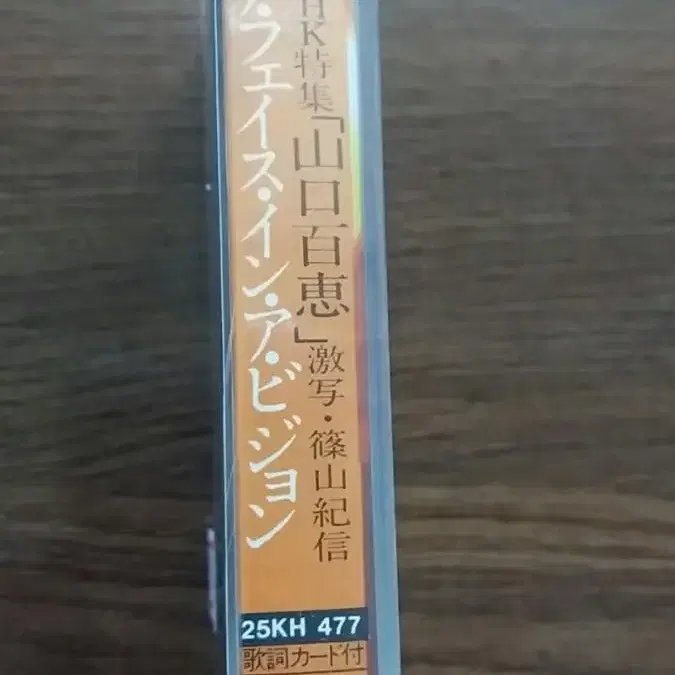 HK特集「山口百恵」激写・篠山紀信
・フェイス・イン・ア・ビジョン
25KH 477
歌詞カード付